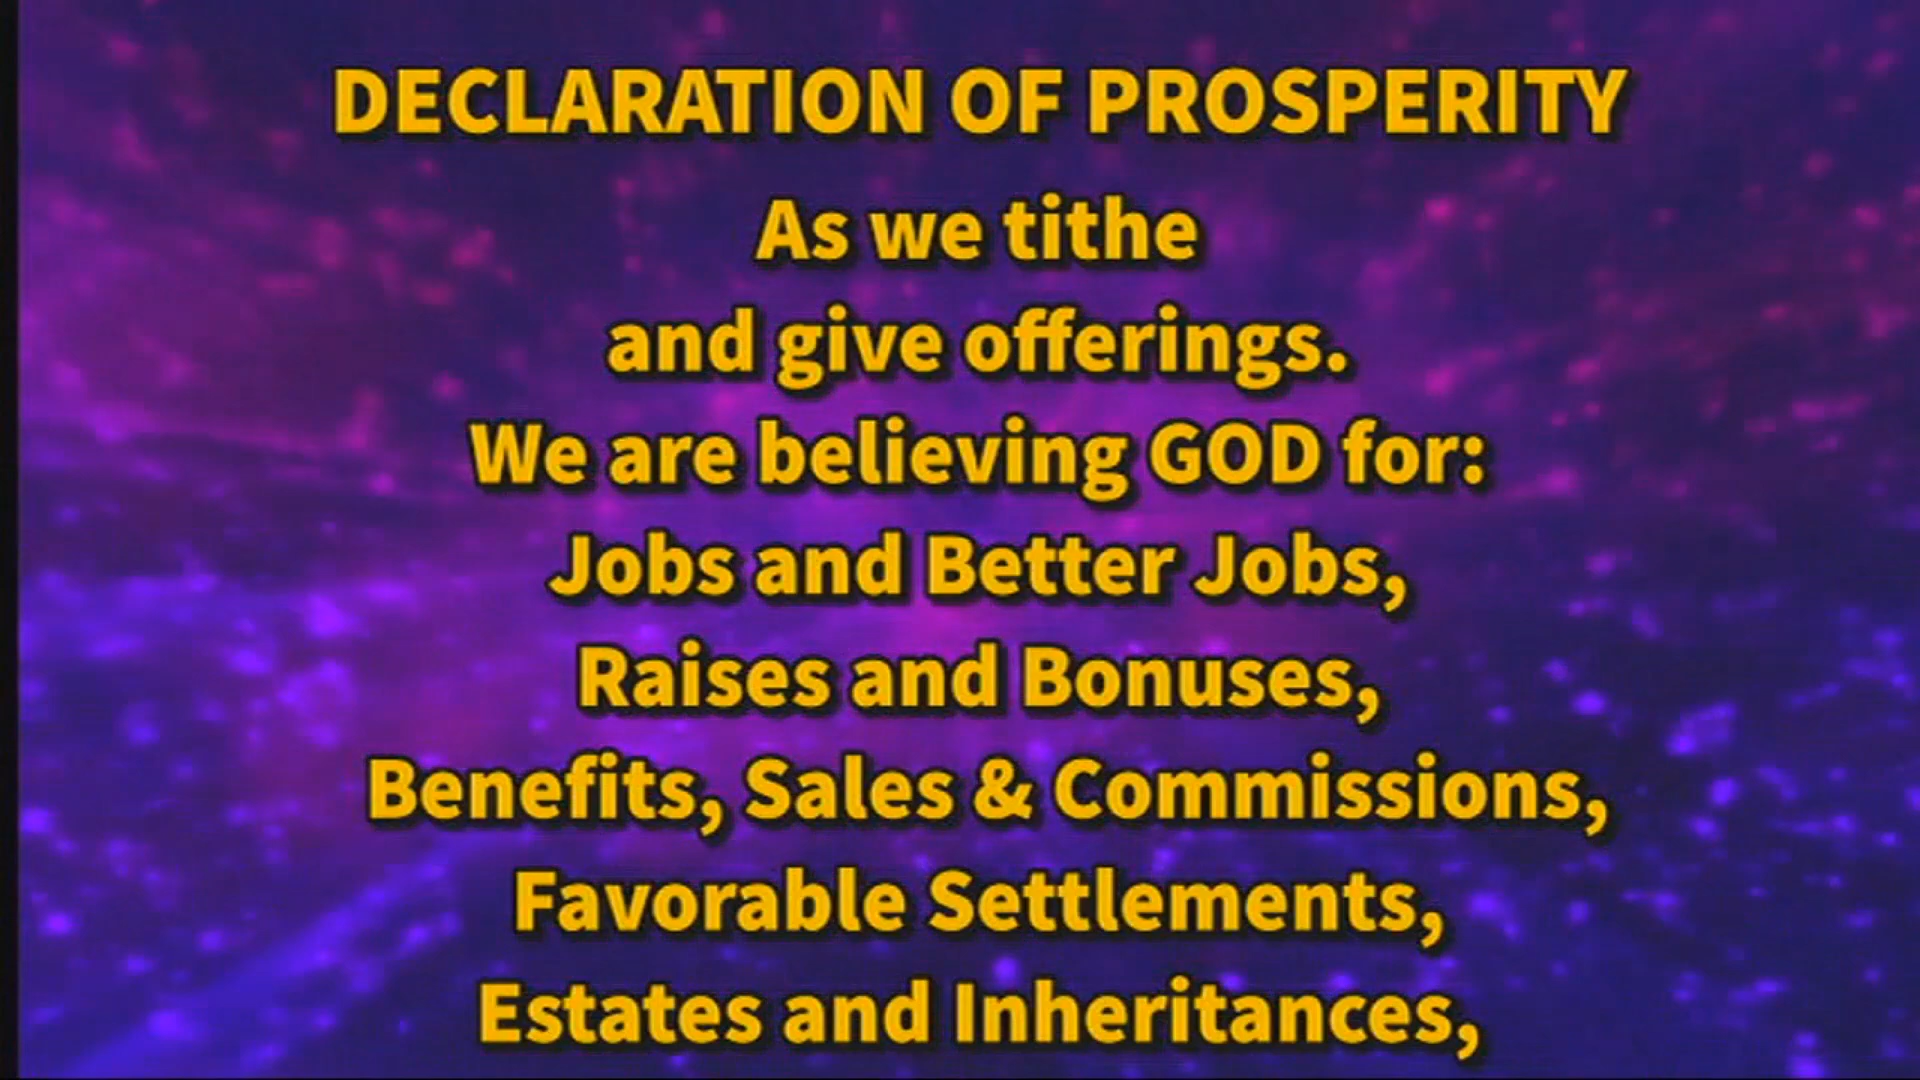 DECLARATION OF PROSPERITY
As we tithe
and give offerings.
We are believing GOD for:
Jobs and Better Jobs,
Raises and Bonuses,
Benefits, Sales & Commissions,
Favorable Settlements,
Estates and Inheritances,